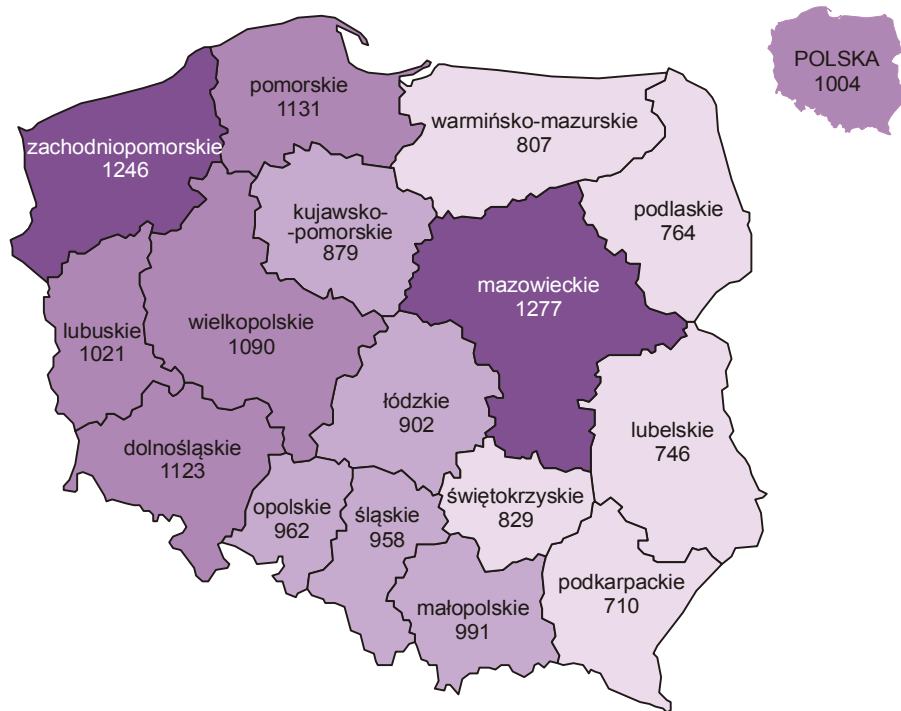 POLSKA
1004
pomorskie
1131
warmińsko-mazurskie
807
zachodniopomorskie
1246
kujawsko-
-pomorskie
879
podlaskie
764
mazowieckie
1277
lubuskie
1021
wielkopolskie
1090
łódzkie
902
lubelskie
746
dolnośląskie
1123
opolskie
962
śląskie
958
świętokrzyskie
829
małopolskie
991
podkarpackie
710